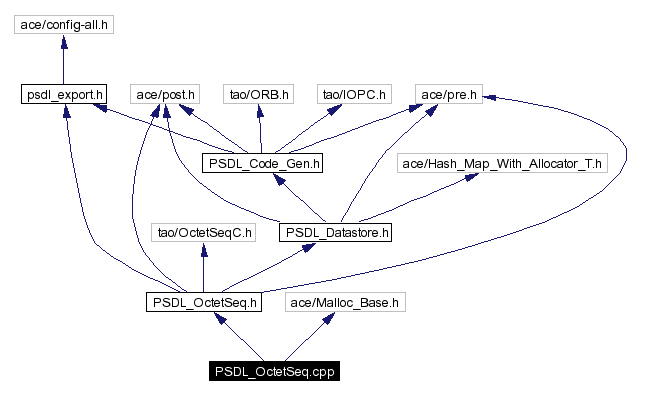 ace/config-all.h
psdl_export.h
ace/post.h
tao/ORB.h
tao/IOPC.h
ace/pre.h
PSDL_Code_Gen.h
ace/Hash_Map_With_Allocator_T.h
tao/OctetSeqC.h
PSDL_Datastore.h
PSDL_OctetSeq.h
ace/Malloc_Base.h
PSDL_OctetSeq.cpp